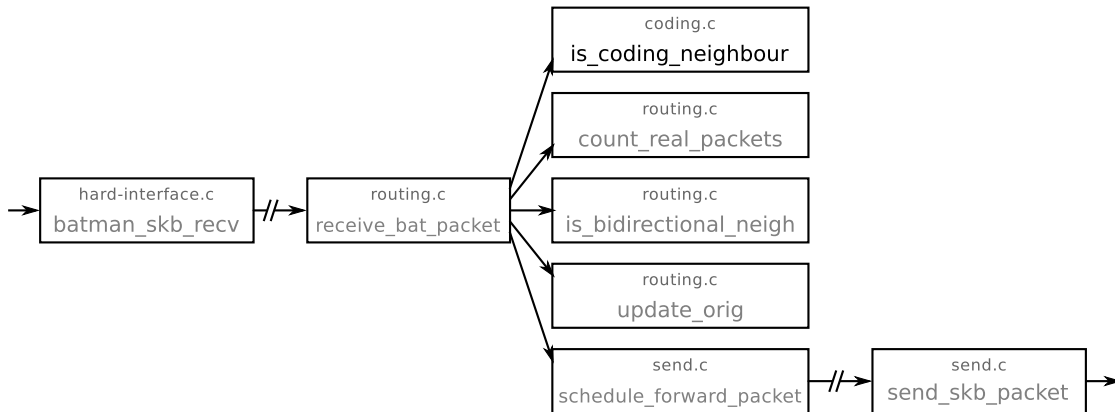 coding.c
is_coding_neighbour
routing.c
count_real_packets
hard-interface.c
batman_skb_recv
routing.c
receive_bat_packet
routing.c
is_bidirectional_neigh
routing.c
update_orig
send.c
schedule_forward_packet
send.c
send_skb_packet